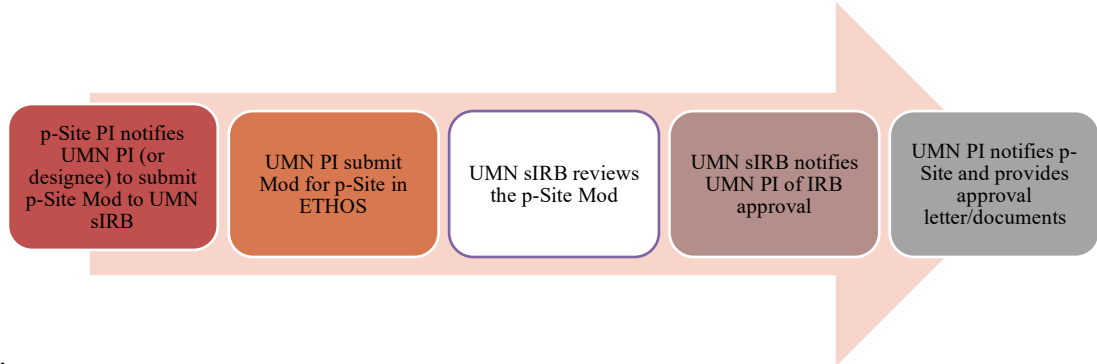 p-Site PI notifies
UMN PI (or
designee) to submit
p-Site Mod to UMN
sIRB
UMN PI submit
Mod for p-Site in
ETHOS
UMN sIRB reviews
the p-Site Mod
UMN sIRB notifies
UMN PI of IRB
approval
UMN PI notifies p-
Site and provides
approval
letter/documents